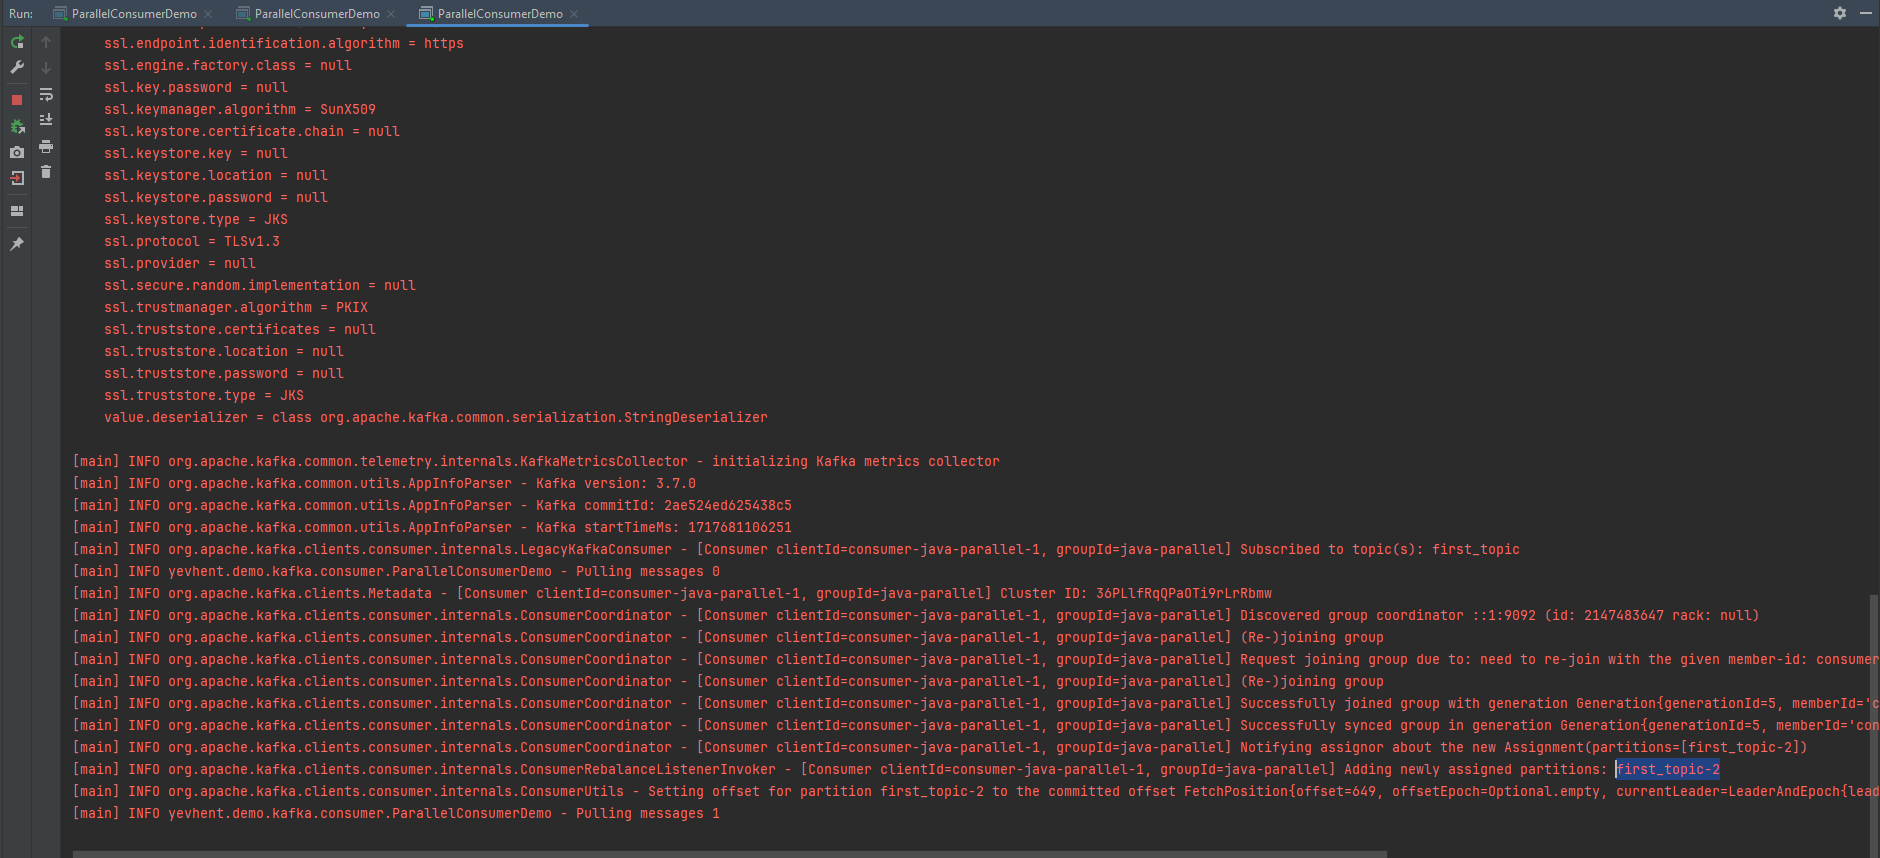 Run: ParallelConsumerDemo ParallelConsumerDemo ParallelConsumerDemo
ssl.endpoint.identification.algorithm = https
ssl.engine.factory.class = null
ssl.key.password = null
ssl.keymanager.algorithm = SunX509
ssl.keystore.certificate.chain = null
ssl.keystore.key = null
ssl.keystore.location = null
ssl.keystore.password = null
ssl.keystore.type = JKS
ssl.protocol = TLSv1.3
ssl.provider = null
ssl.secure.random.implementation = null
ssl.trustmanager.algorithm = PKIX
ssl.truststore.certificates = null
ssl.truststore.location = null
ssl.truststore.password = null
ssl.truststore.type = JKS
value.deserializer = class org.apache.kafka.common.serialization.StringDeserializer
[main] INFO org.apache.kafka.common.telemetry.internals.KafkaMetricsCollector - initializing Kafka metrics collector
[main] INFO org.apache.kafka.common.utils.AppInfoParser - Kafka version: 3.7.0
[main] INFO org.apache.kafka.common.utils.AppInfoParser - Kafka commitId: 2ae524ed625438c5
[main] INFO org.apache.kafka.common.utils.AppInfoParser - Kafka startTimeMs: 1717681106251
[main] INFO org.apache.kafka.clients.consumer.internals.LegacyKafkaConsumer - [Consumer clientId=consumer-java-parallel-1, groupId=java-parallel] Subscribed to topic(s): first_topic
[main] INFO yevhent.demo.kafka.consumer.ParallelConsumerDemo - Pulling messages 0
[main] INFO org.apache.kafka.clients.Metadata - [Consumer clientId=consumer-java-parallel-1, groupId=java-parallel] Cluster ID: 36PLlfRqQPaOTi9rLrRbmw
[main] INFO org.apache.kafka.clients.consumer.internals.ConsumerCoordinator - [Consumer clientId=consumer-java-parallel-1, groupId=java-parallel] Discovered group coordinator ::1:9092 (id: 2147483647 rack: null)
[main] INFO org.apache.kafka.clients.consumer.internals.ConsumerCoordinator - [Consumer clientId=consumer-java-parallel-1, groupId=java-parallel] (Re-)joining group
[main] INFO org.apache.kafka.clients.consumer.internals.ConsumerCoordinator - [Consumer clientId=consumer-java-parallel-1, groupId=java-parallel] Request joining group due to: need to re-join with the given member-id: consumer
[main] INFO org.apache.kafka.clients.consumer.internals.ConsumerCoordinator - [Consumer clientId=consumer-java-parallel-1, groupId=java-parallel] (Re-)joining group
[main] INFO org.apache.kafka.clients.consumer.internals.ConsumerCoordinator - [Consumer clientId=consumer-java-parallel-1, groupId=java-parallel] Successfully joined group with generation Generation{generationId=5, memberId='c
[main] INFO org.apache.kafka.clients.consumer.internals.ConsumerCoordinator - [Consumer clientId=consumer-java-parallel-1, groupId=java-parallel] Successfully synced group in generation Generation{generationId=5, memberId='con
[main] INFO org.apache.kafka.clients.consumer.internals.ConsumerCoordinator - [Consumer clientId=consumer-java-parallel-1, groupId=java-parallel] Notifying assignor about the new Assignment(partitions=[first_topic-2])
[main] INFO org.apache.kafka.clients.consumer.internals.ConsumerRebalanceListenerInvoker - [Consumer clientId=consumer-java-parallel-1, groupId=java-parallel] Adding newly assigned partitions: first_topic-2
[main] INFO org.apache.kafka.clients.consumer.internals.ConsumerUtils - Setting offset for partition first_topic-2 to the committed offset FetchPosition{offset=649, offsetEpoch=Optional.empty, currentLeader=LeaderAndEpoch{lead
[main] INFO yevhent.demo.kafka.consumer.ParallelConsumerDemo - Pulling messages 1